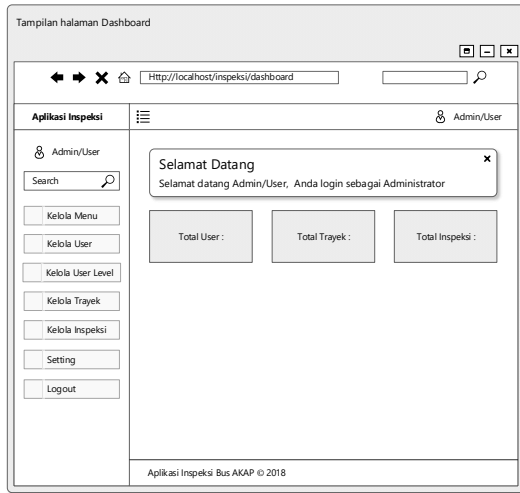 Tampilan halaman Dashboard
Http://localhost/inspeksi/dashboard
Aplikasi Inspeksi
Admin/User
Admin/User
Search
Kelola Menu
Kelola User
Kelola User Level
Kelola Trayek
Kelola Inspeksi
Setting
Logout
Selamat Datang
Selamat datang Admin/User, Anda login sebagai Administrator
Total User :
Total Trayek :
Total Inspeksi :
Aplikasi Inspeksi Bus AKAP © 2018